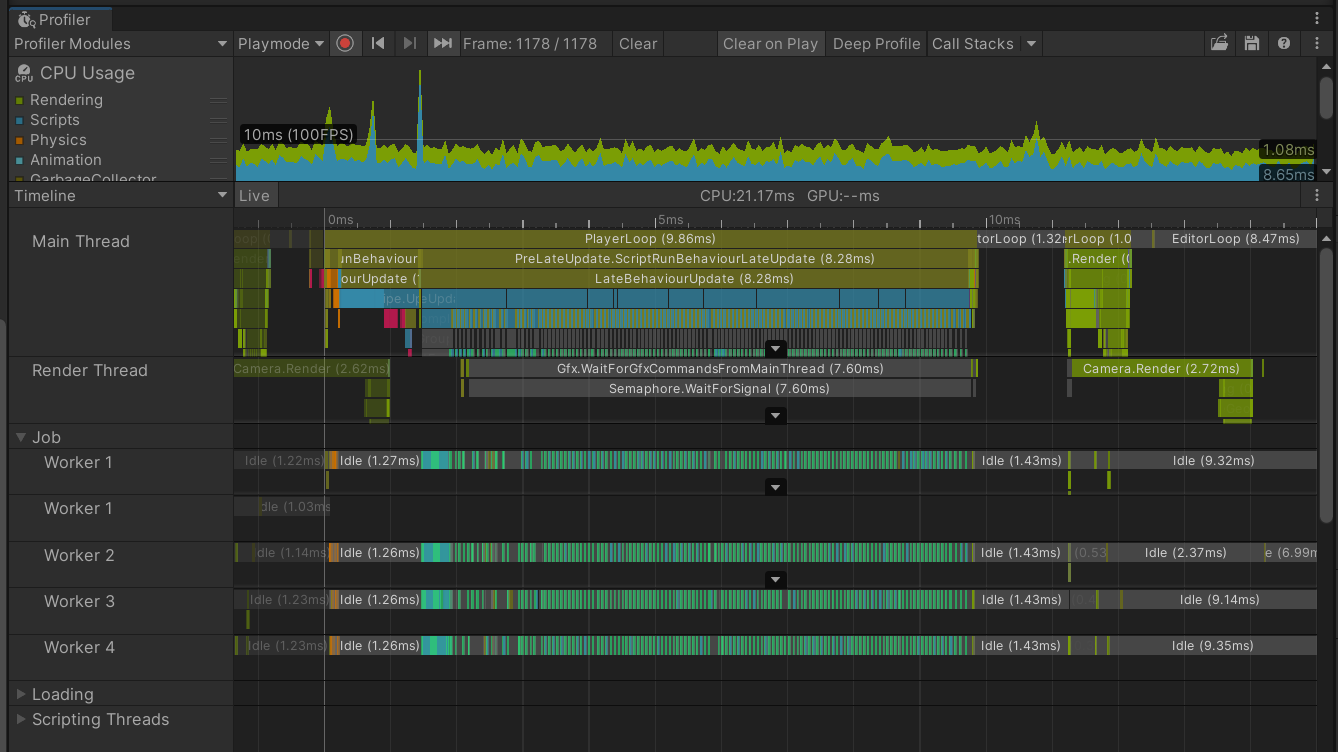 Profiler
Profiler Modules Playmode Frame: 1178 / 1178 Clear Clear on Play Deep Profile Call Stacks
CPU CPU Usage
Rendering
Scripts
Physics
Animation
GarbageCollector
10ms (100FPS)
1.08ms
8.65ms
Timeline Live CPU:21.17ms GPU:--ms
0ms 5ms 10ms
Main Thread
PlayerLoop (9.86ms) torLoop (1.32m rLoop (1.0 EditorLoop (8.47ms)
unBehaviour PreLateUpdate.ScriptRunBehaviourLateUpdate (8.28ms) .Render (
ourUpdate ( LateBehaviourUpdate (8.28ms)
Render Thread
Camera.Render (2.62ms) Gfx.WaitForGfxCommandsFromMainThread (7.60ms) Camera.Render (2.72ms)
Semaphore.WaitForSignal (7.60ms)
Job
Worker 1 Idle (1.22ms) Idle (1.27ms) Idle (1.43ms) Idle (9.32ms)
Worker 1 dle (1.03ms
Worker 2 dle (1.14ms) Idle (1.26ms) Idle (1.43ms) (0.53 Idle (2.37ms) e (6.99m
Worker 3 Idle (1.23ms) Idle (1.26ms) Idle (1.43ms) Idle (9.14ms)
Worker 4 Idle (1.23ms) Idle (1.26ms) Idle (1.43ms) Idle (9.35ms)
Loading
Scripting Threads